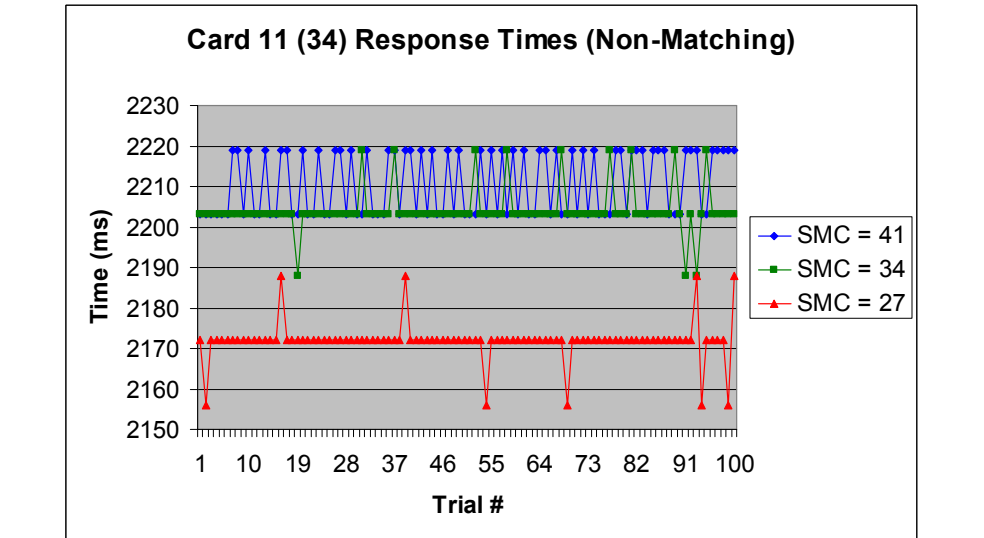 Card 11 (34) Response Times (Non-Matching)
2230
2220
2210
2200
2190
2180
2170
2160
2150
Time (ms)
1 10 19 28 37 46 55 64 73 82 91 100
Trial #
SMC = 41
SMC = 34
SMC = 27